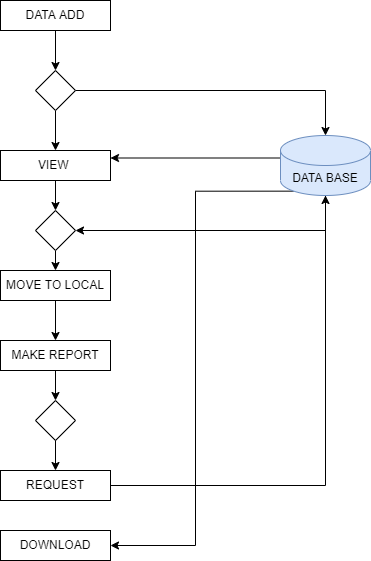 DATA ADD
VIEW
DATA BASE
MOVE TO LOCAL
MAKE REPORT
REQUEST
DOWNLOAD